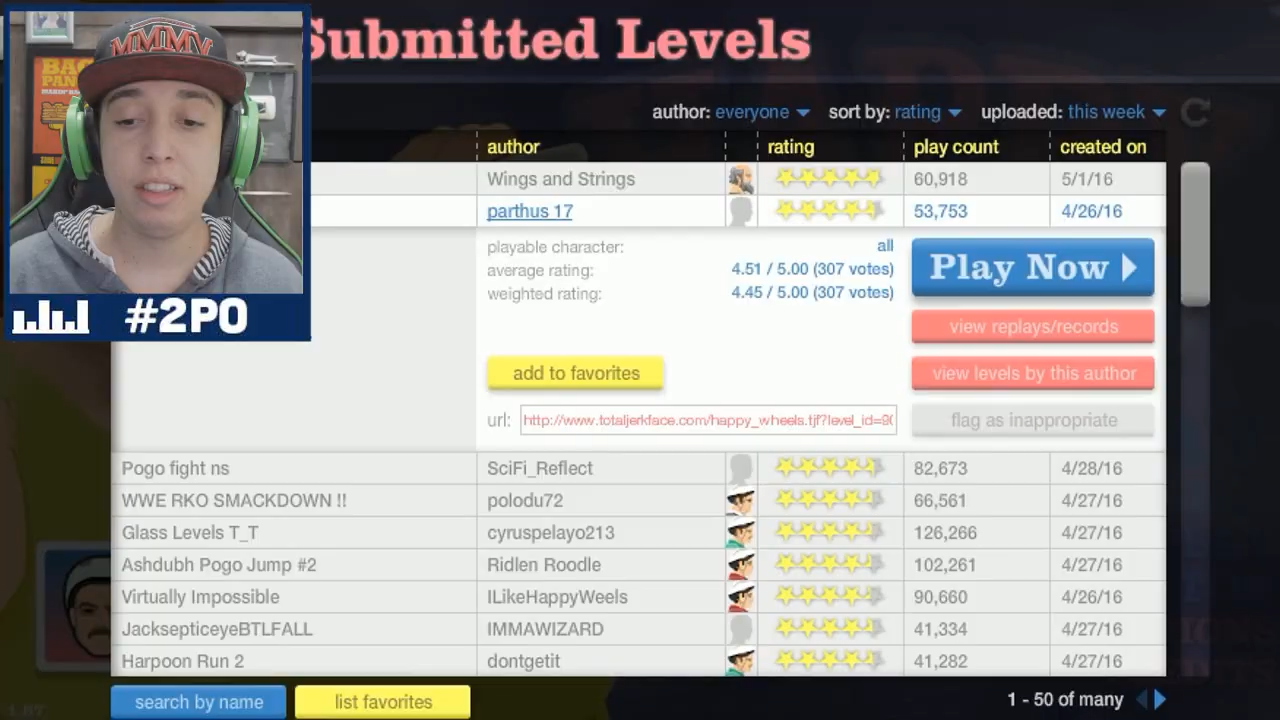 Submitted Levels
MMMV
BAC
PAN
author: everyone sort by: rating uploaded: this week
author rating play count created on
Wings and Strings 60,918 5/1/16
parthus 17 53,753 4/26/16
playable character: all
average rating: 4.51 / 5.00 (307 votes)
weighted rating: 4.45 / 5.00 (307 votes)
Play Now
view replays/records
add to favorites
view levels by this author
url: http://www.totaljerkface.com/happy_wheels.tjf?level_id=9(
flag as inappropriate
#2P0
Pogo fight ns SciFi_Reflect 82,673 4/28/16
WWE RKO SMACKDOWN !! polodu72 66,561 4/27/16
Glass Levels T_T cyruspelayo213 126,266 4/27/16
Ashdubh Pogo Jump #2 Ridlen Roodle 102,261 4/27/16
Virtually Impossible ILikeHappyWeels 90,660 4/26/16
JacksepticeyeBTLFALL IMMAWIZARD 41,334 4/27/16
Harpoon Run 2 dontgetit 41,282 4/27/16
search by name list favorites 1 - 50 of many
1.87